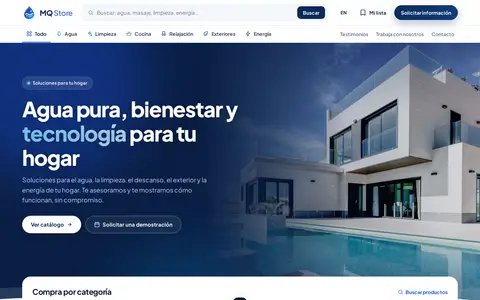 MQ Store
Buscar: agua, masaje, limpieza, energía...
Buscar
EN
Mi lista
Solicitar información
Todo
Agua
Limpieza
Cocina
Relajación
Exteriores
Energía
Testimonios
Trabaja con nosotros
Contacto
Soluciones para tu hogar
Agua pura, bienestar y
tecnología para tu
hogar
Soluciones para el agua, la limpieza, el descanso, el exterior y la
energía de tu hogar. Te asesoramos y te mostramos cómo
funcionan, sin compromiso.
Ver catálogo →
Solicitar una demostración
Compra por categoría
Buscar productos